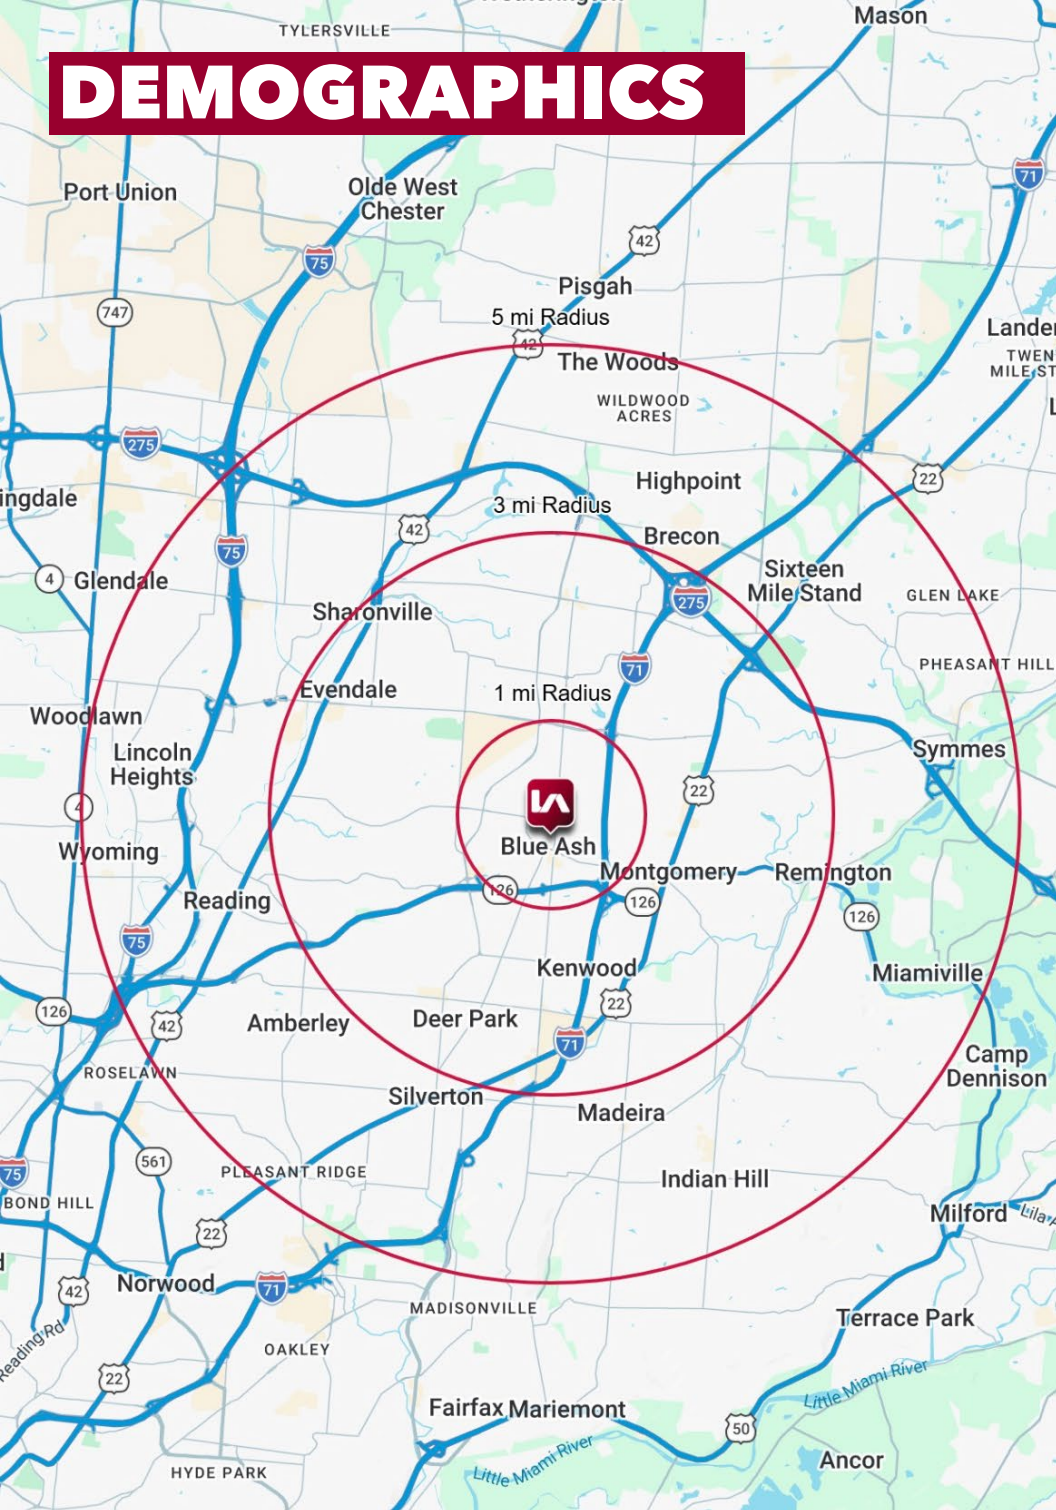 TYLERSVILLE
Mason
DEMOGRAPHICS
71
Port Union
Olde West
Chester
42
75
Pisgah
747
5 mi Radius
Lander
42
The Woods
TWEN
MILE ST
WILDWOOD
ACRES
L
275
Highpoint
22
ingdale
3 mi Radius
42
Brecon
75
4
Glendale
Sixteen
Mile Stand
275
GLEN LAKE
Sharonville
71
PHEASANT HILL
Evendale
1 mi Radius
Woodlawn
Lincoln
Heights
Symmes
22
4
Blue Ash
Wyoming
Montgomery
Remington
126
126
Reading
126
75
Kenwood
Miamiville
22
126
42
Amberley
Deer Park
71
Camp
Dennison
ROSELAWN
Silverton
Madeira
561
75
PLEASANT RIDGE
Indian Hill
BOND HILL
Milford
Lila A
22
d
Norwood
71
42
MADISONVILLE
Terrace Park
Reading Rd
OAKLEY
22
Little Miami River
Fairfax
Mariemont
50
Little Miami River
Ancor
HYDE PARK